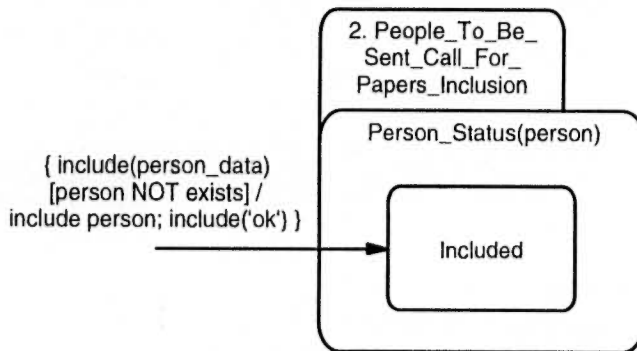 2. People_To_Be_
Sent_Call_For_
Papers_Inclusion
Person_Status(person)
{ include(person_data)
[person NOT exists] /
include person; include('ok') }
Included